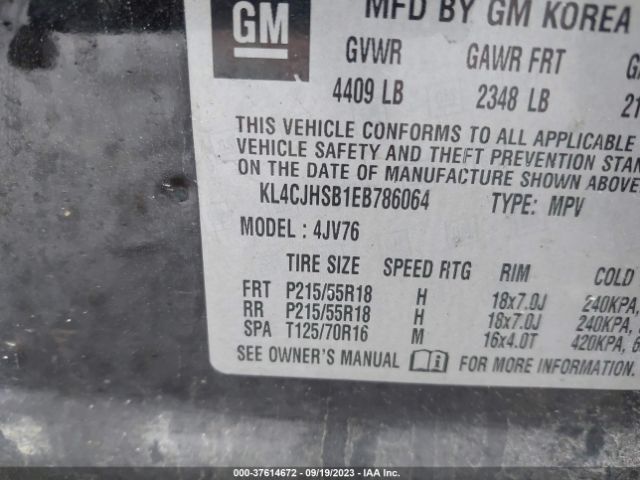 GM
MFD BY GM KOREA
GVWR GAWR FRT
4409 LB 2348 LB
THIS VEHICLE CONFORMS TO ALL APPLICABLE
VEHICLE SAFETY AND THEFT PREVENTION STAN
ON THE DATE OF MANUFACTURE SHOWN ABOVE
KL4CJHSB1EB786064 TYPE: MPV
MODEL: 4JV76
TIRE SIZE SPEED RTG RIM COLD
FRT P215/55R18 H 18x7.0J 240KPA,
RR P215/55R18 H 18x7.0J 240KPA,
SPA T125/70R16 M 16x4.0T 420KPA, 6
SEE OWNER'S MANUAL FOR MORE INFORMATION.
000-37614672 - 09/19/2023 - IAA Inc.